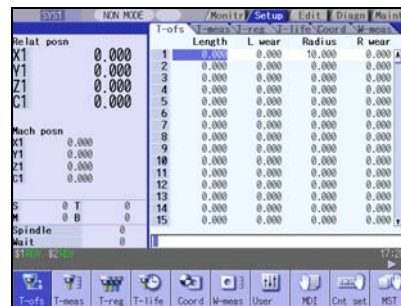 SYS1 NON MODE /Monitr Setup Edit Diagn Maint
T-ofs T-meas T-reg T-life Coord W-meas
Relat posn
X1 0.000
Y1 0.000
Z1 0.000
C1 0.000
Mach posn
X1 0.000
Y1 0.000
Z1 0.000
C1 0.000
S 0 T 0
M 0 B 0
Spindle 0
Wait 0
Length L wear Radius R wear
1 0.000 0.000 10.000 0.000
2 0.000 0.000 0.000 0.000
3 0.000 0.000 0.000 0.000
4 0.000 0.000 0.000 0.000
5 0.000 0.000 0.000 0.000
6 0.000 0.000 0.000 0.000
7 0.000 0.000 0.000 0.000
8 0.000 0.000 0.000 0.000
9 0.000 0.000 0.000 0.000
10 0.000 0.000 0.000 0.000
11 0.000 0.000 0.000 0.000
12 0.000 0.000 0.000 0.000
13 0.000 0.000 0.000 0.000
14 0.000 0.000 0.000 0.000
15 0.000 0.000 0.000 0.000
$1RDY, $2RDY
T-ofs T-meas T-reg T-life Coord W-meas User MDI Cnt set MST